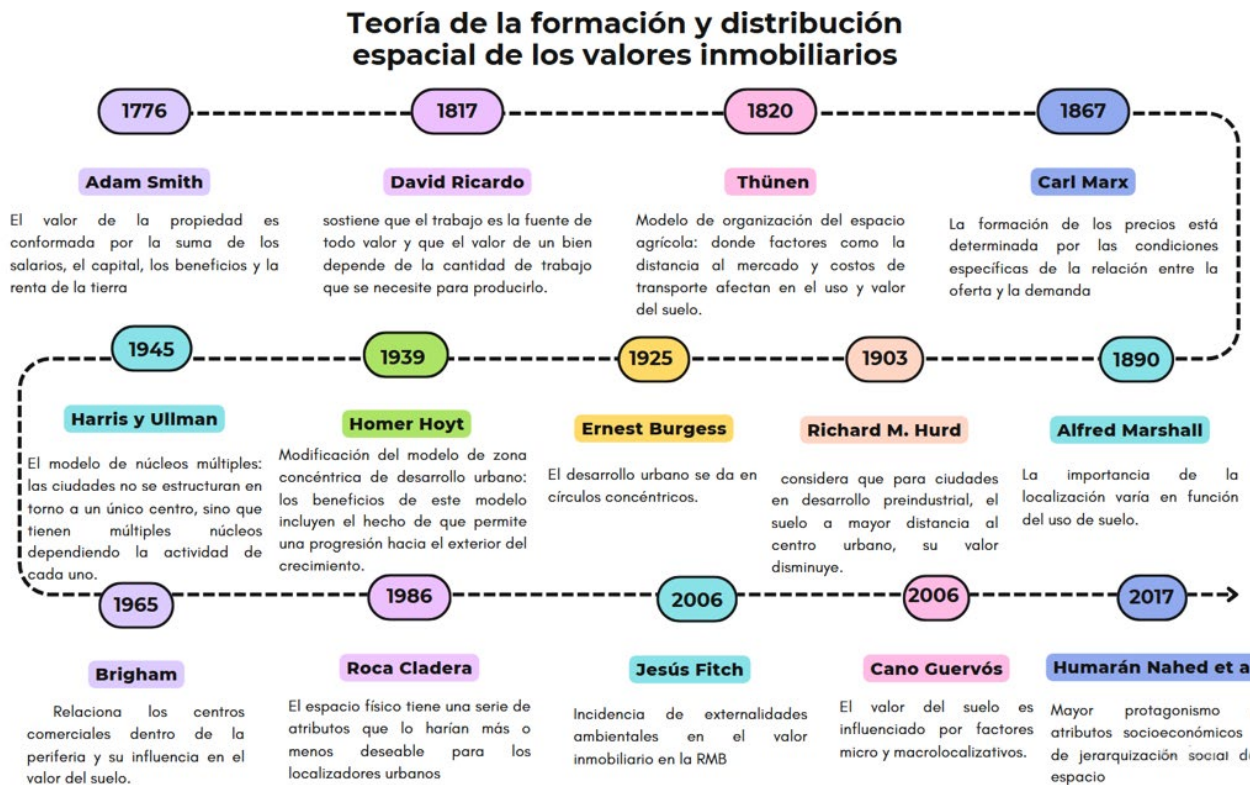 Teoría de la formación y distribución
espacial de los valores inmobiliarios
1776
Adam Smith
El valor de la propiedad es
conformada por la suma de los
salarios, el capital, los beneficios y la
renta de la tierra
1817
David Ricardo
sostiene que el trabajo es la fuente de
todo valor y que el valor de un bien
depende de la cantidad de trabajo
que se necesite para producirlo.
1820
Thünen
Modelo de organización del espacio
agrícola: donde factores como la
distancia al mercado y costos de
transporte afectan en el uso y valor
del suelo.
1867
Carl Marx
La formación de los precios está
determinada por las condiciones
específicas de la relación entre la
oferta y la demanda
1945
Harris y Ullman
El modelo de núcleos múltiples:
las ciudades no se estructuran en
torno a un único centro, sino que
tienen múltiples núcleos
dependiendo la actividad de
cada uno.
1939
Homer Hoyt
Modificación del modelo de zona
concéntrica de desarrollo urbano:
los beneficios de este modelo
incluyen el hecho de que permite
una progresión hacia el exterior del
crecimiento.
1925
Ernest Burgess
El desarrollo urbano se da en
círculos concéntricos.
1903
Richard M. Hurd
considera que para ciudades
en desarrollo preindustrial, el
suelo a mayor distancia al
centro urbano, su valor
disminuye.
1890
Alfred Marshall
La importancia de la
localización varía en función
del uso de suelo.
1965
Brigham
Relaciona los centros
comerciales dentro de la
periferia y su influencia en el
valor del suelo.
1986
Roca Cladera
El espacio físico tiene una serie de
atributos que lo harían más o
menos deseable para los
localizadores urbanos
2006
Jesús Fitch
Incidencia de externalidades
ambientales en el valor
inmobiliario en la RMB
2006
Cano Guervós
El valor del suelo es
influenciado por factores
micro y macrolocalizativos.
2017
Humarán Nahed et a
Mayor protagonismo
atributos socioeconómicos
de jerarquización social d
espacio